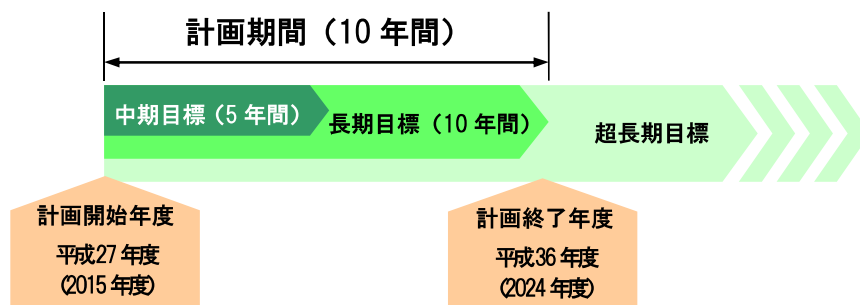 計画期間（10 年間）
中期目標（5 年間）
長期目標（10 年間）
超長期目標
計画開始年度
平成27 年度
(2015 年度)
計画終了年度
平成36 年度
(2024 年度)